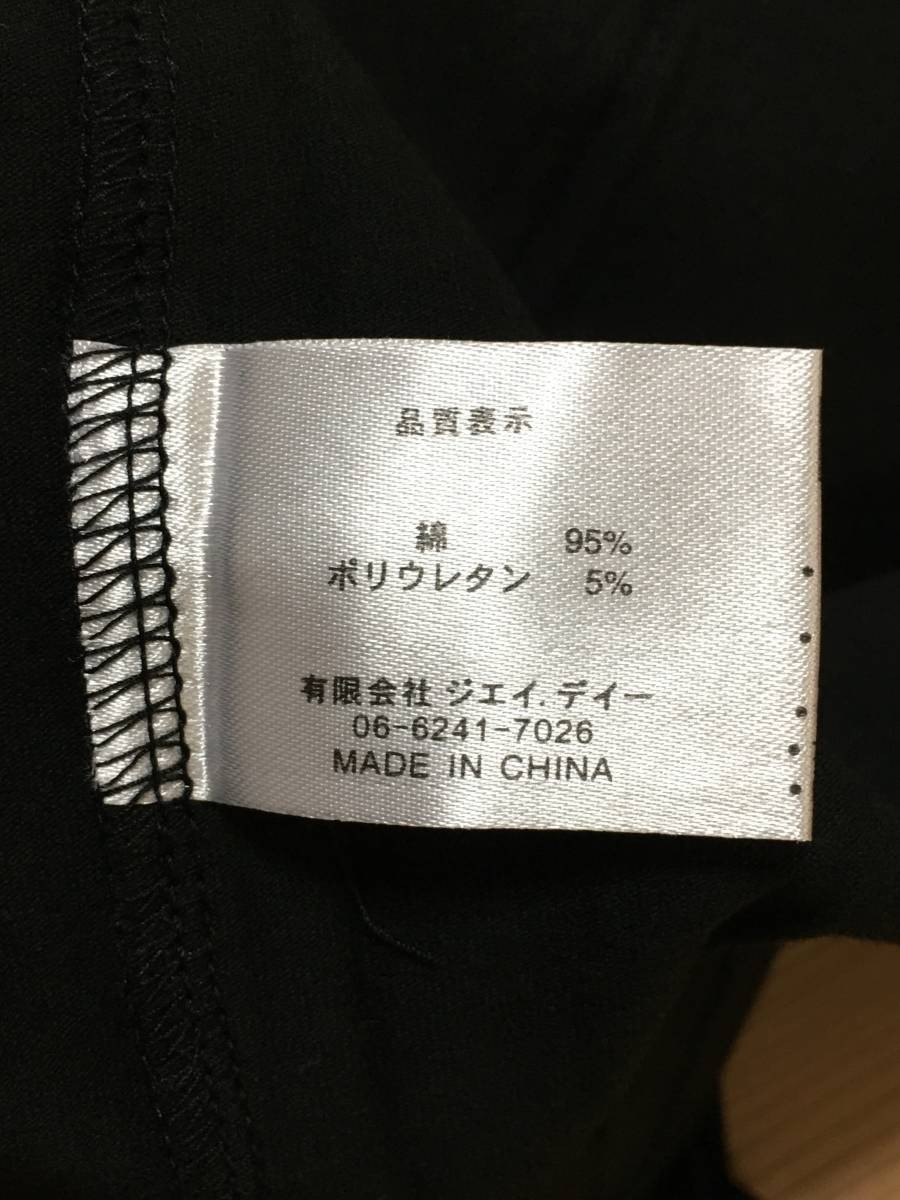 品質表示
綿 95%
ポリウレタン 5%
有限会社 ジエイ.デイー
06-6241-7026
MADE IN CHINA